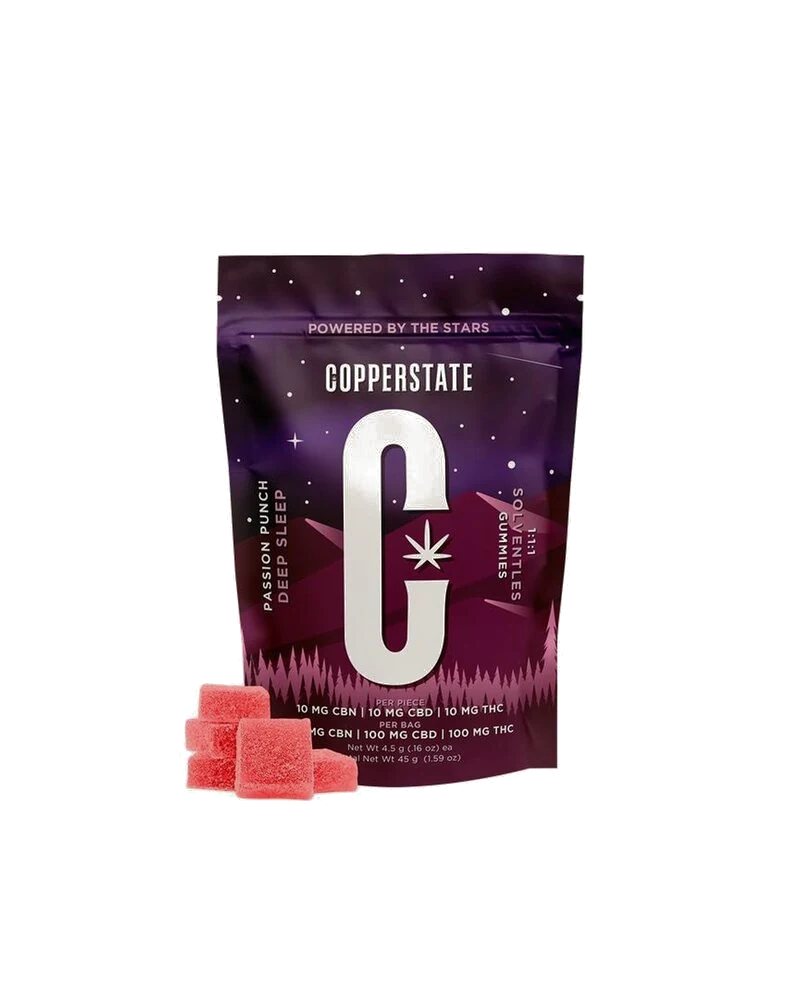 POWERED BY THE STARS
COPPERSTATE
C
PASSION PUNCH
DEEP SLEEP
1:1:1
SOLVENTLES
GUMMIES
PER PIECE
10 MG CBN | 10 MG CBD | 10 MG THC
PER BAG
MG CBN | 100 MG CBD | 100 MG THC
Net Wt 4.5 g (.16 oz) ea
Net Wt 45 g (1.59 oz)